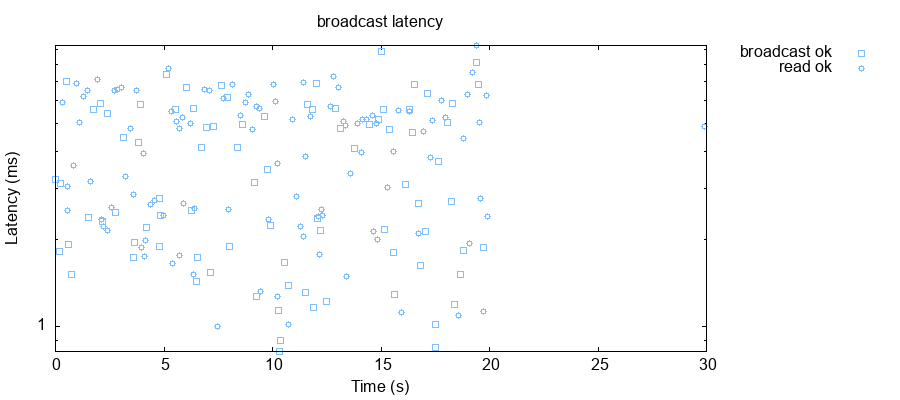 broadcast latency
broadcast ok
read ok
Latency (ms)
1
0 5 10 15 20 25 30
Time (s)